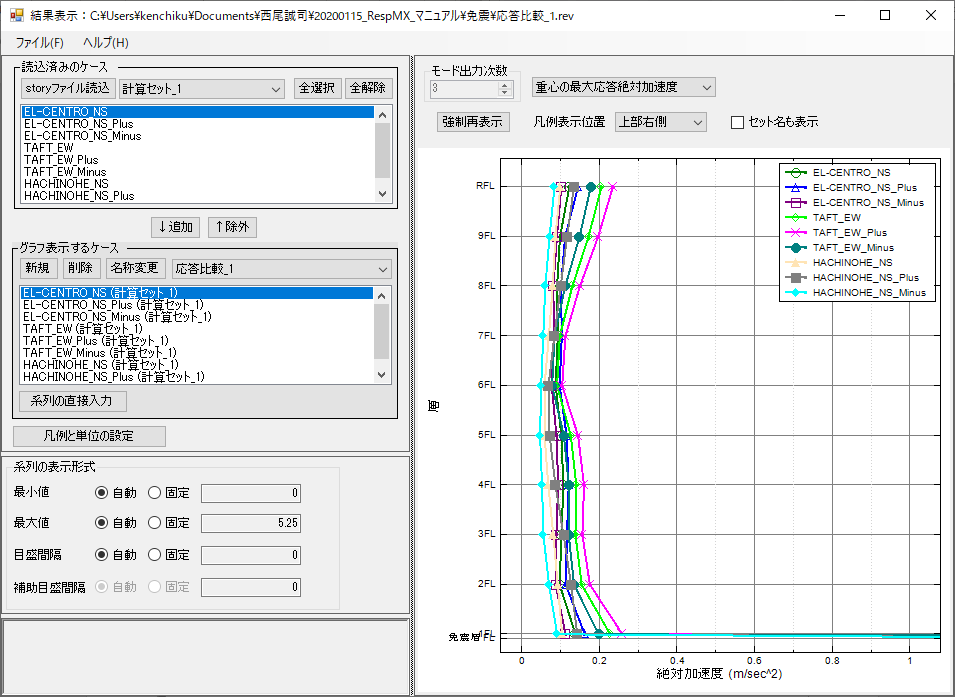 結果表示：C:¥Users¥kenchiku¥Documents¥西尾誠司¥20200115_RespMX_マニュアル¥免震¥応答比較_1.rev
ファイル(F) ヘルプ(H)
読込済みのケース
storyファイル読込 計算セット_1 全選択 全解除
EL-CENTRO_NS
EL-CENTRO_NS_Plus
EL-CENTRO_NS_Minus
TAFT_EW
TAFT_EW_Plus
TAFT_EW_Minus
HACHINOHE_NS
HACHINOHE_NS_Plus
↓追加 ↑除外
グラフ表示するケース
新規 削除 名称変更 応答比較_1
EL-CENTRO_NS (計算セット_1)
EL-CENTRO_NS_Plus (計算セット_1)
EL-CENTRO_NS_Minus (計算セット_1)
TAFT_EW (計算セット_1)
TAFT_EW_Plus (計算セット_1)
TAFT_EW_Minus (計算セット_1)
HACHINOHE_NS (計算セット_1)
HACHINOHE_NS_Plus (計算セット_1)
系列の直接入力
凡例と単位の設定
系列の表示形式
最小値 自動 固定 0
最大値 自動 固定 5.25
目盛間隔 自動 固定 0
補助目盛間隔 自動 固定 0
モード出力次数
3
重心の最大応答絶対加速度
強制再表示 凡例表示位置 上部右側 セット名も表示
EL-CENTRO_NS
EL-CENTRO_NS_Plus
EL-CENTRO_NS_Minus
TAFT_EW
TAFT_EW_Plus
TAFT_EW_Minus
HACHINOHE_NS
HACHINOHE_NS_Plus
HACHINOHE_NS_Minus
RFL
9FL
8FL
7FL
6FL
5FL
4FL
3FL
2FL
1FL
層
0 0.2 0.4 0.6 0.8 1
絶対加速度 (m/sec^2)